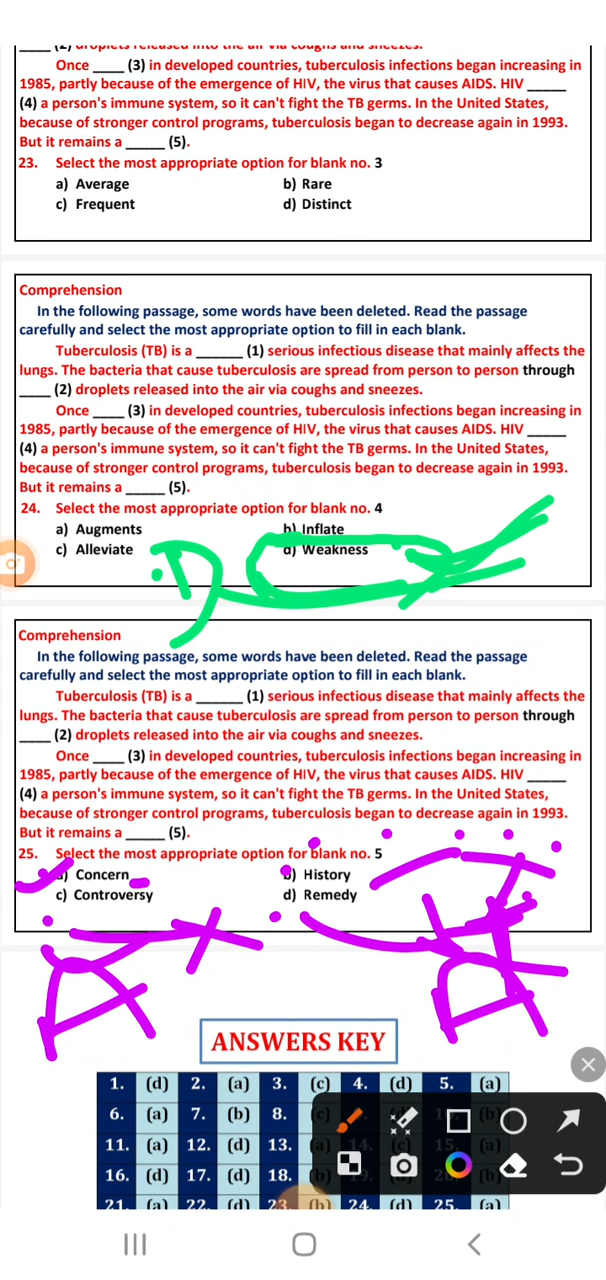 ____ (2) droplets released into the air via coughs and sneezes.
Once ____ (3) in developed countries, tuberculosis infections began increasing in
1985, partly because of the emergence of HIV, the virus that causes AIDS. HIV _____
(4) a person's immune system, so it can't fight the TB germs. In the United States,
because of stronger control programs, tuberculosis began to decrease again in 1993.
But it remains a _____ (5).
23. Select the most appropriate option for blank no. 3
a) Average b) Rare
c) Frequent d) Distinct
Comprehension
In the following passage, some words have been deleted. Read the passage
carefully and select the most appropriate option to fill in each blank.
Tuberculosis (TB) is a ______ (1) serious infectious disease that mainly affects the
lungs. The bacteria that cause tuberculosis are spread from person to person through
____ (2) droplets released into the air via coughs and sneezes.
Once ____ (3) in developed countries, tuberculosis infections began increasing in
1985, partly because of the emergence of HIV, the virus that causes AIDS. HIV _____
(4) a person's immune system, so it can't fight the TB germs. In the United States,
because of stronger control programs, tuberculosis began to decrease again in 1993.
But it remains a _____ (5).
24. Select the most appropriate option for blank no. 4
a) Augments b) Inflate
c) Alleviate d) Weakness
Comprehension
In the following passage, some words have been deleted. Read the passage
carefully and select the most appropriate option to fill in each blank.
Tuberculosis (TB) is a ______ (1) serious infectious disease that mainly affects the
lungs. The bacteria that cause tuberculosis are spread from person to person through
____ (2) droplets released into the air via coughs and sneezes.
Once ____ (3) in developed countries, tuberculosis infections began increasing in
1985, partly because of the emergence of HIV, the virus that causes AIDS. HIV _____
(4) a person's immune system, so it can't fight the TB germs. In the United States,
because of stronger control programs, tuberculosis began to decrease again in 1993.
But it remains a _____ (5).
25. Select the most appropriate option for blank no. 5
a) Concern b) History
c) Controversy d) Remedy
ANSWERS KEY
1. (d) 2. (a) 3. (c) 4. (d) 5. (a)
6. (a) 7. (b) 8.
11. (a) 12. (d) 13. (a) 14. (c) 15. (a)
16. (d) 17. (d) 18. (b)
21. (a) 22. (d) 23. (b) 24. (d) 25. (a)